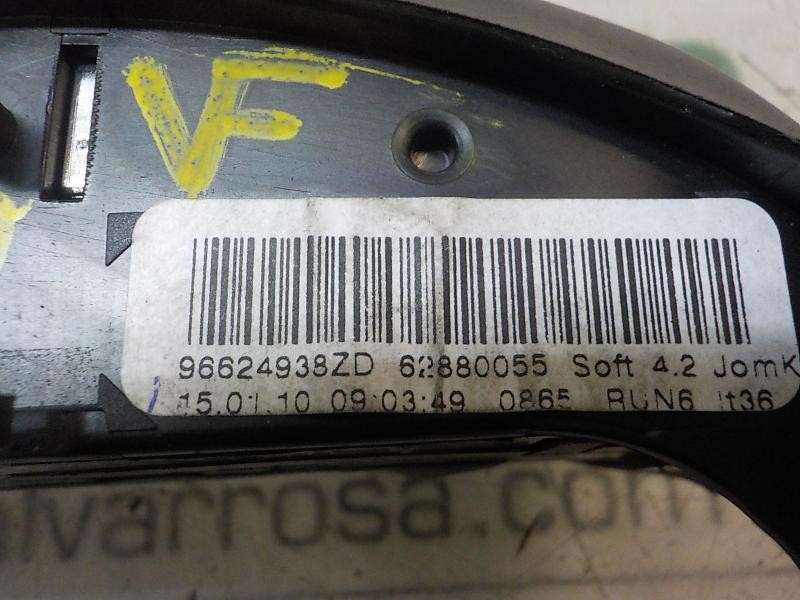 VF
96624938ZD 62880055 Soft 4.2 JomK
15.01.10 09:03:49 0865 RUN6 lt36
alvarrosa.com